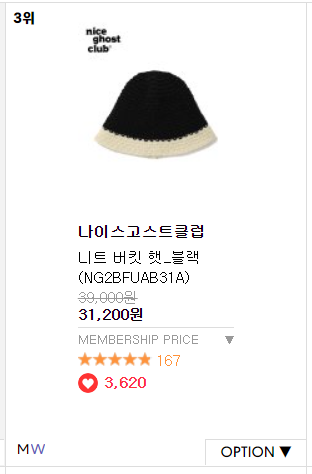 3위
nice
ghost
club
나이스고스트클럽
니트 버킷 햇_블랙
(NG2BFUAB31A)
39,000원
31,200원
MEMBERSHIP PRICE ▼
★★★★★ 167
3,620
M W
OPTION ▼